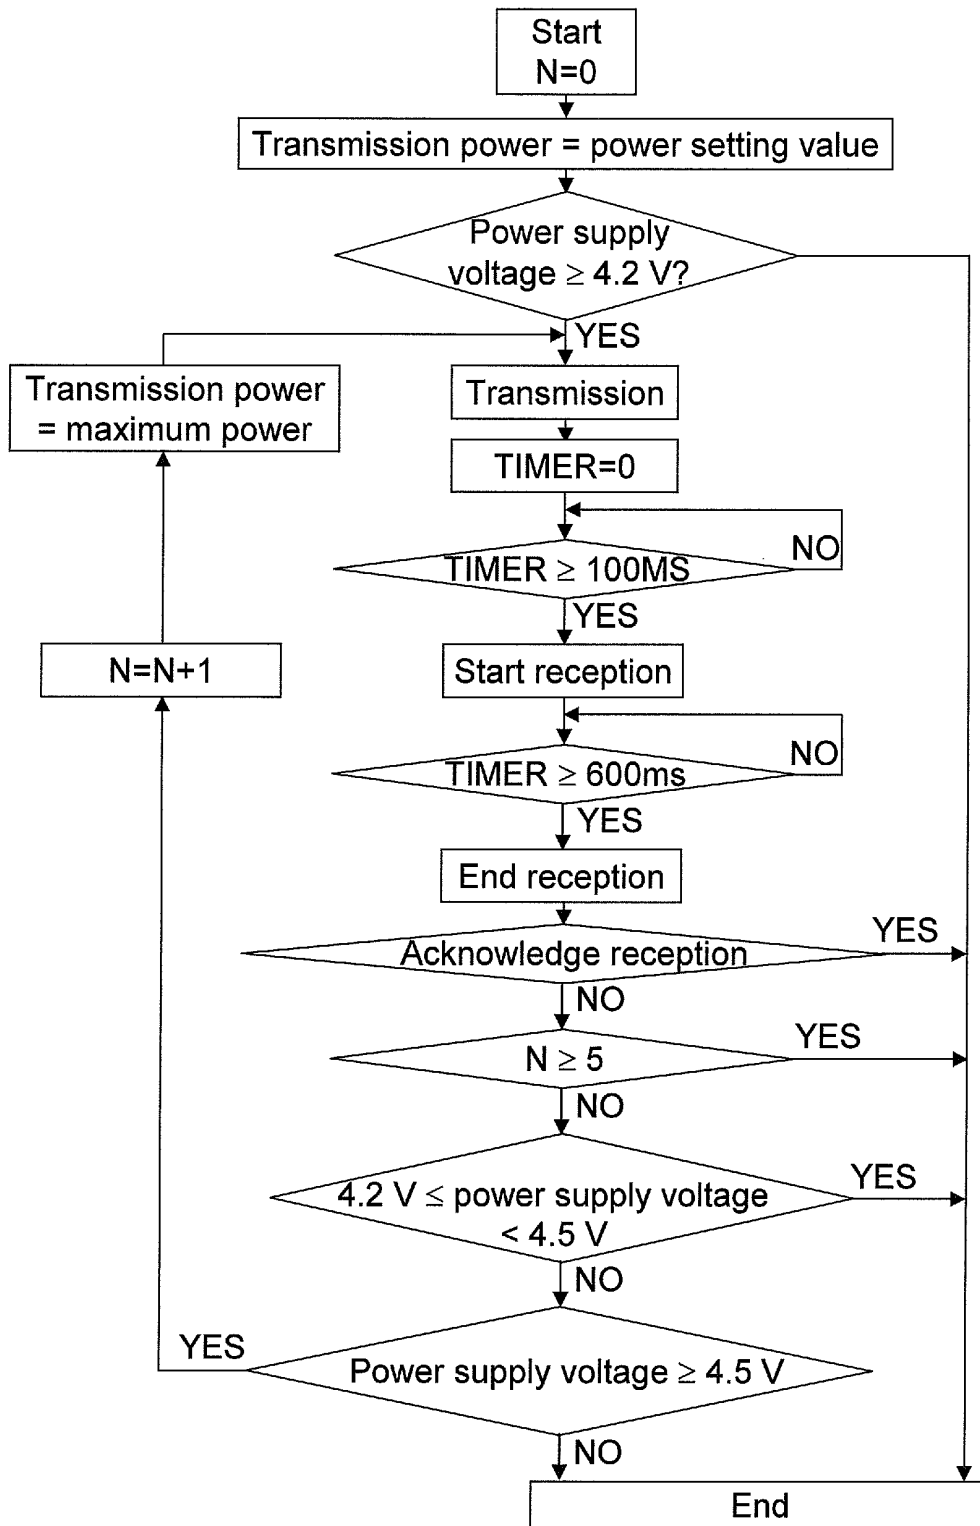 Start
N=0
Transmission power = power setting value
Power supply
voltage ≥ 4.2 V?
YES
Transmission power
= maximum power
Transmission
TIMER=0
NO
TIMER ≥ 100MS
YES
N=N+1
Start reception
NO
TIMER ≥ 600ms
YES
End reception
YES
Acknowledge reception
NO
YES
N ≥ 5
NO
YES
4.2 V ≤ power supply voltage
< 4.5 V
NO
YES
Power supply voltage ≥ 4.5 V
NO
End